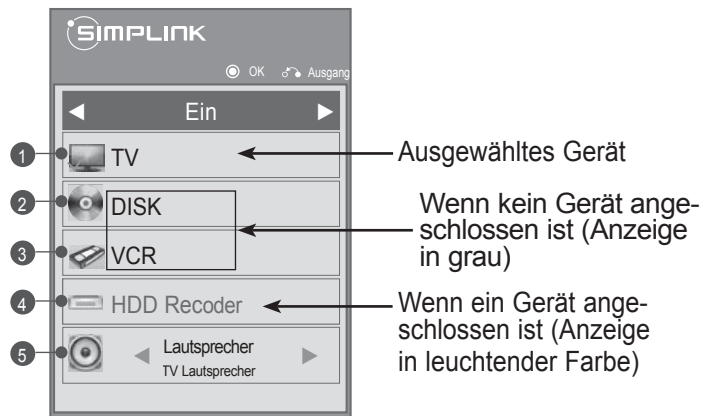 SIMPLINK
OK Ausgang
Ein
1 TV
Ausgewähltes Gerät
2 DISK
3 VCR
Wenn kein Gerät ange-
schlossen ist (Anzeige
in grau)
4 HDD Recoder
Wenn ein Gerät ange-
schlossen ist (Anzeige
in leuchtender Farbe)
5 Lautsprecher
TV Lautsprecher